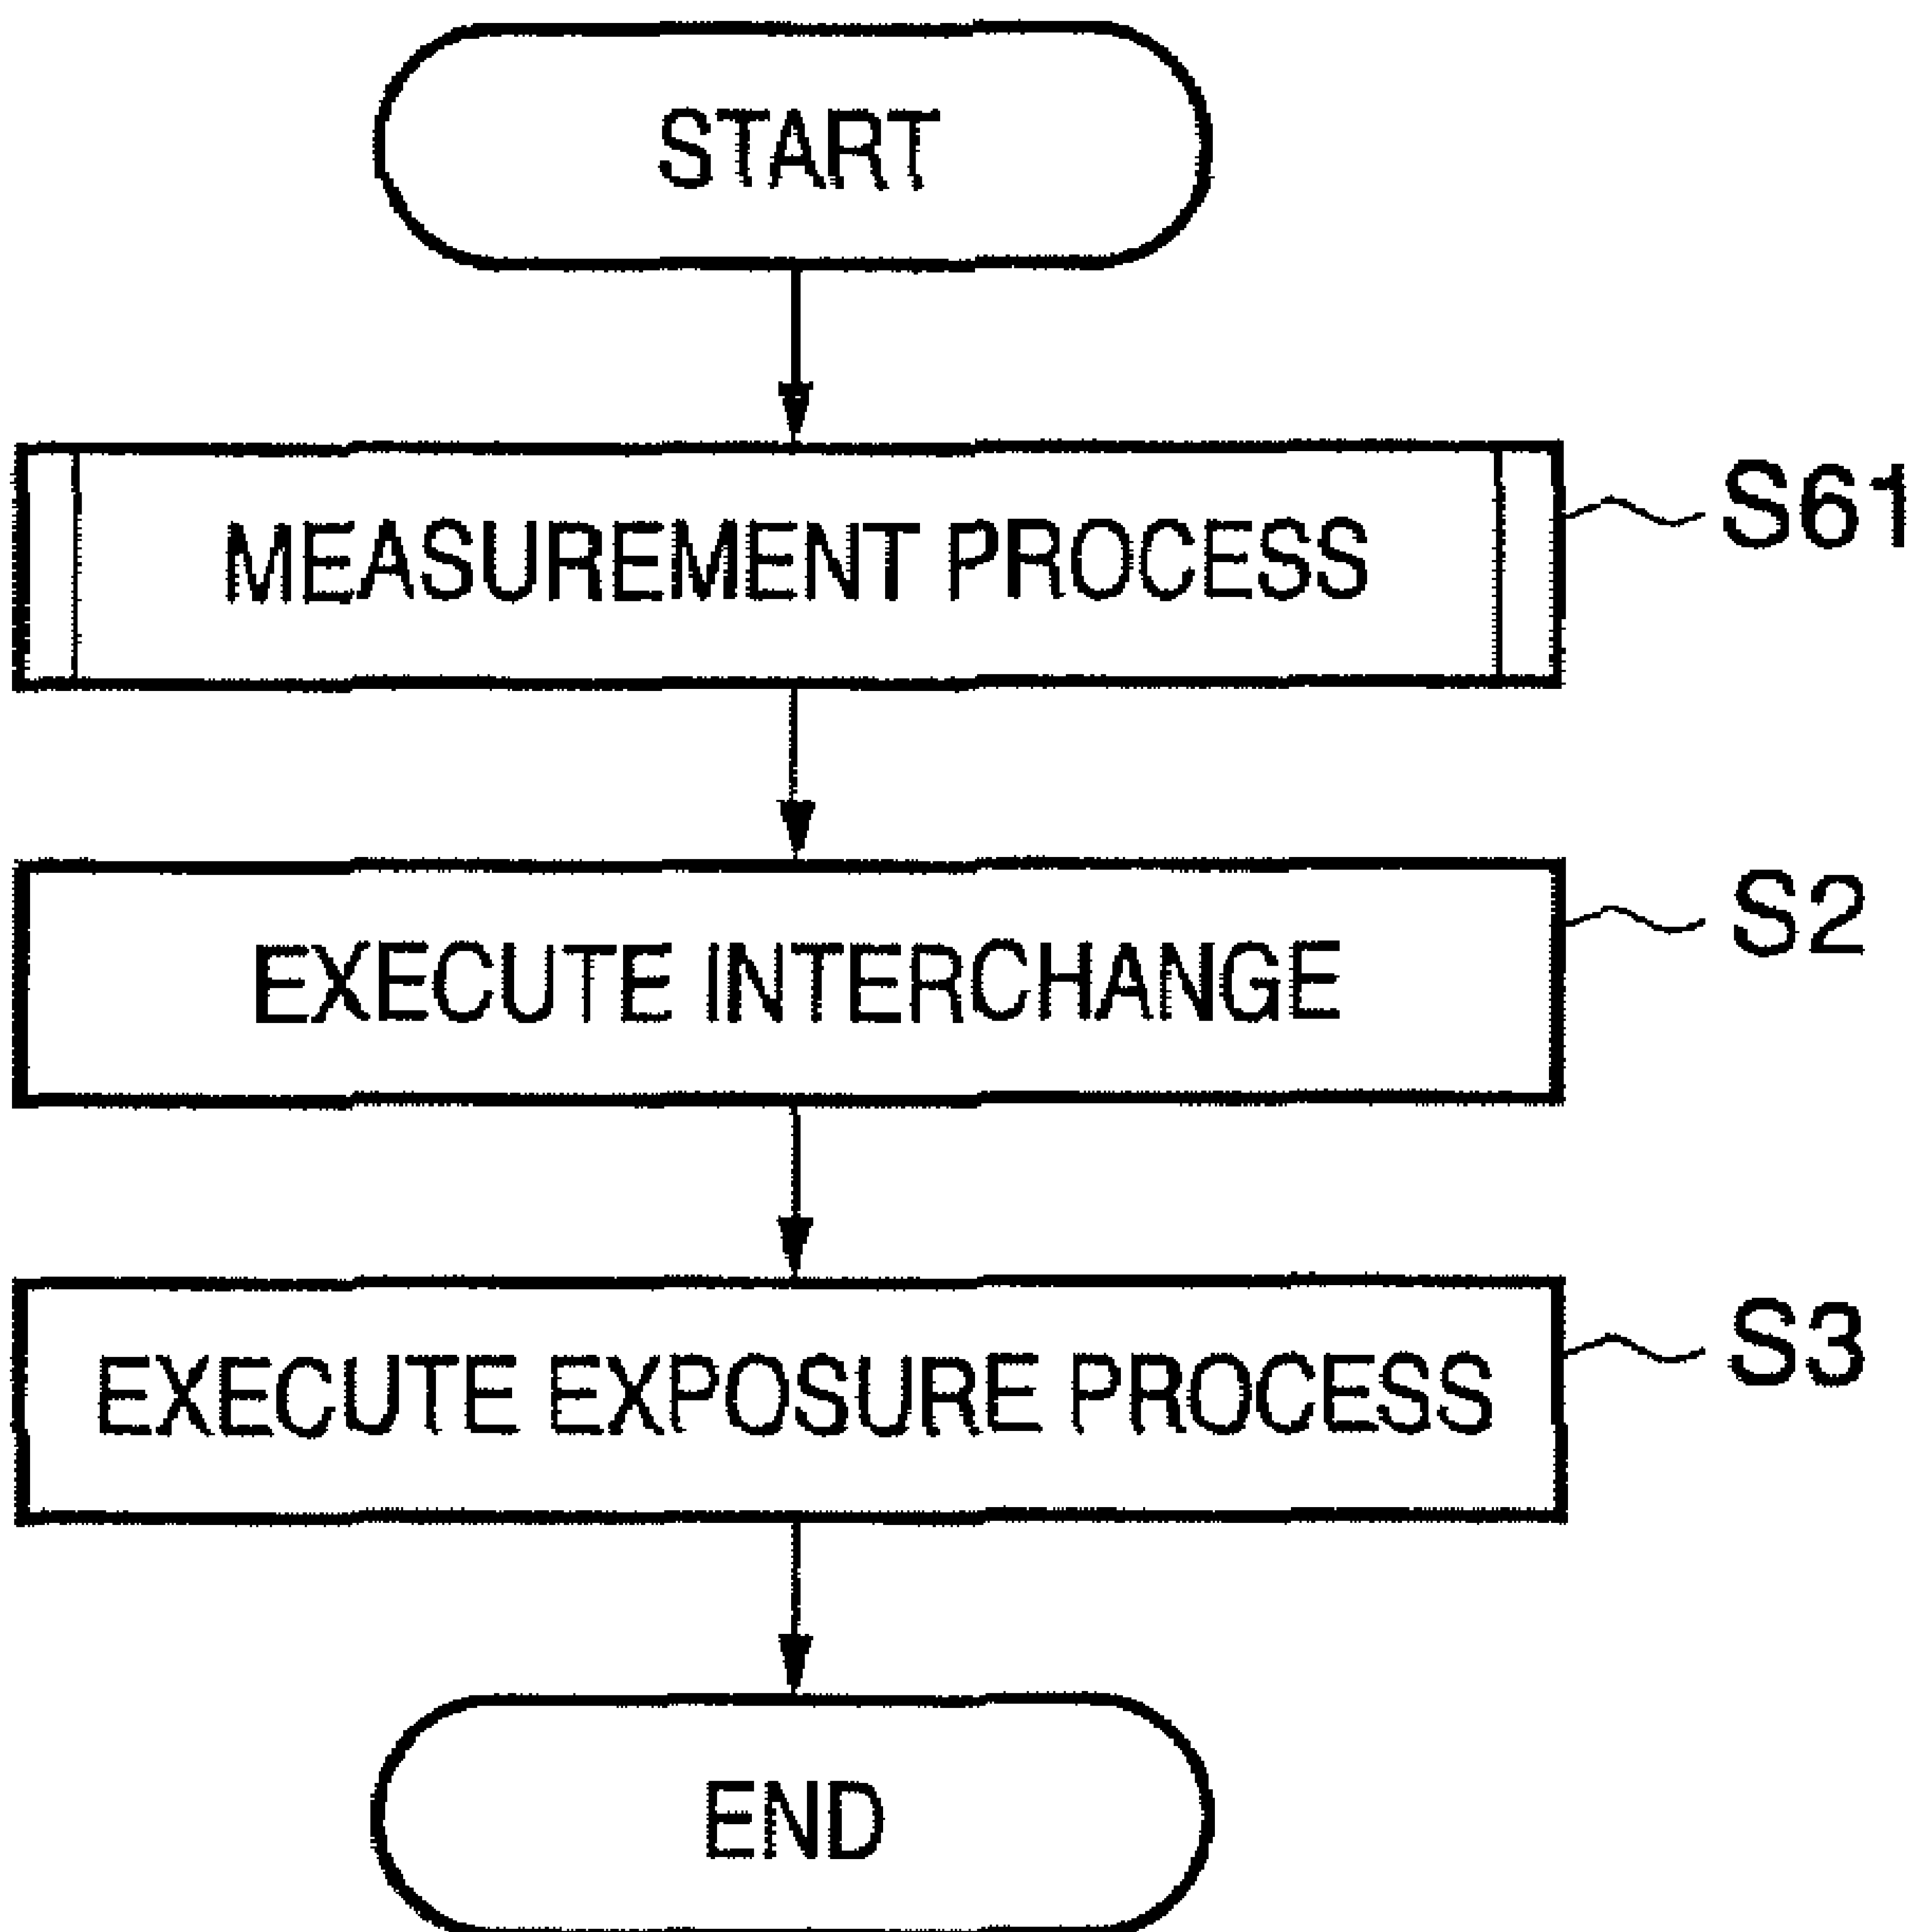 START
MEASUREMENT PROCESS
S61
EXECUTE INTERCHANGE
S2
EXECUTE EXPOSURE PROCESS
S3
END